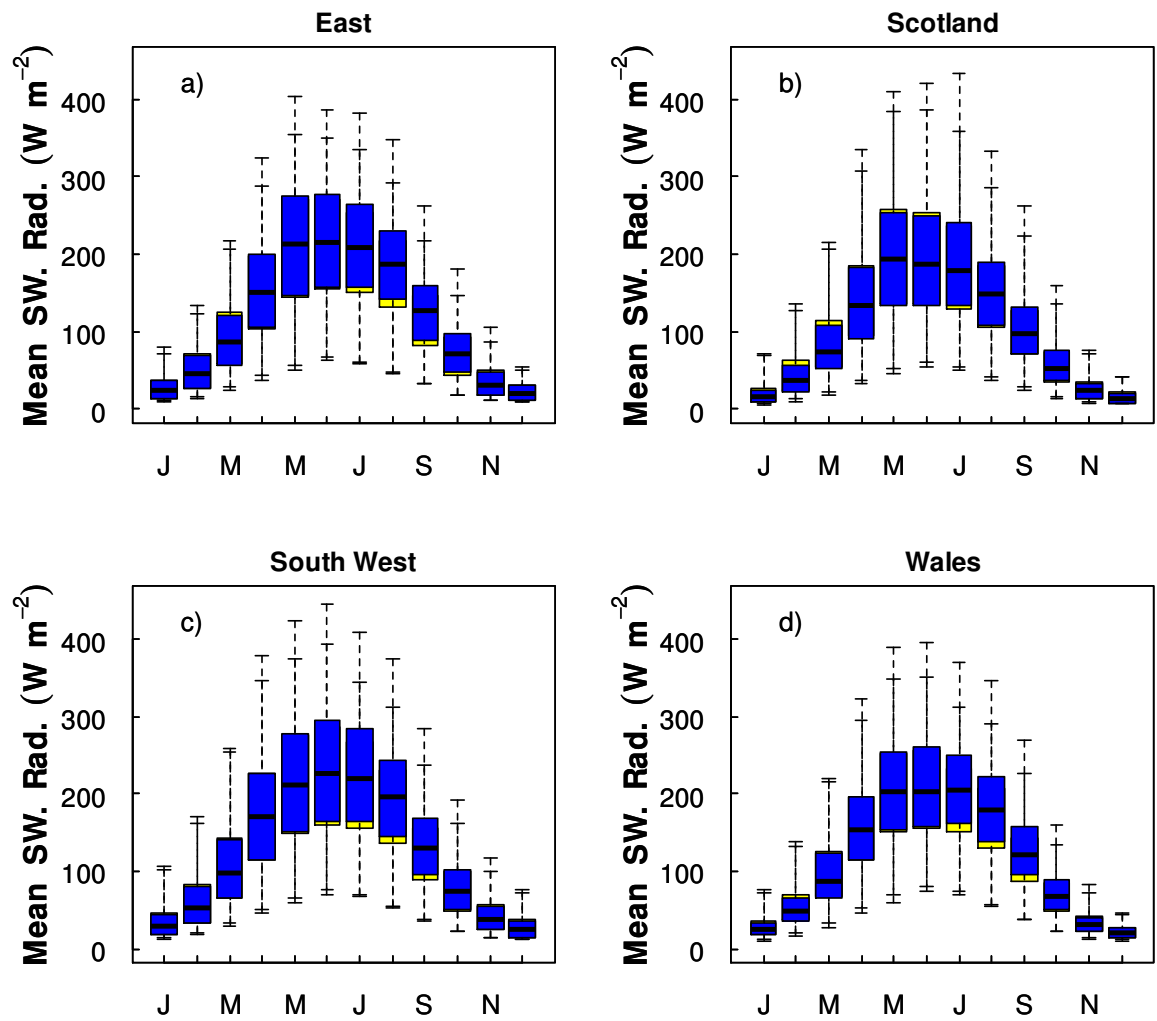 East
a)
Mean SW. Rad. (W m−2)
400
300
200
100
0
J M M J S N
Scotland
b)
Mean SW. Rad. (W m−2)
400
300
200
100
0
J M M J S N
South West
c)
Mean SW. Rad. (W m−2)
400
300
200
100
0
J M M J S N
Wales
d)
Mean SW. Rad. (W m−2)
400
300
200
100
0
J M M J S N